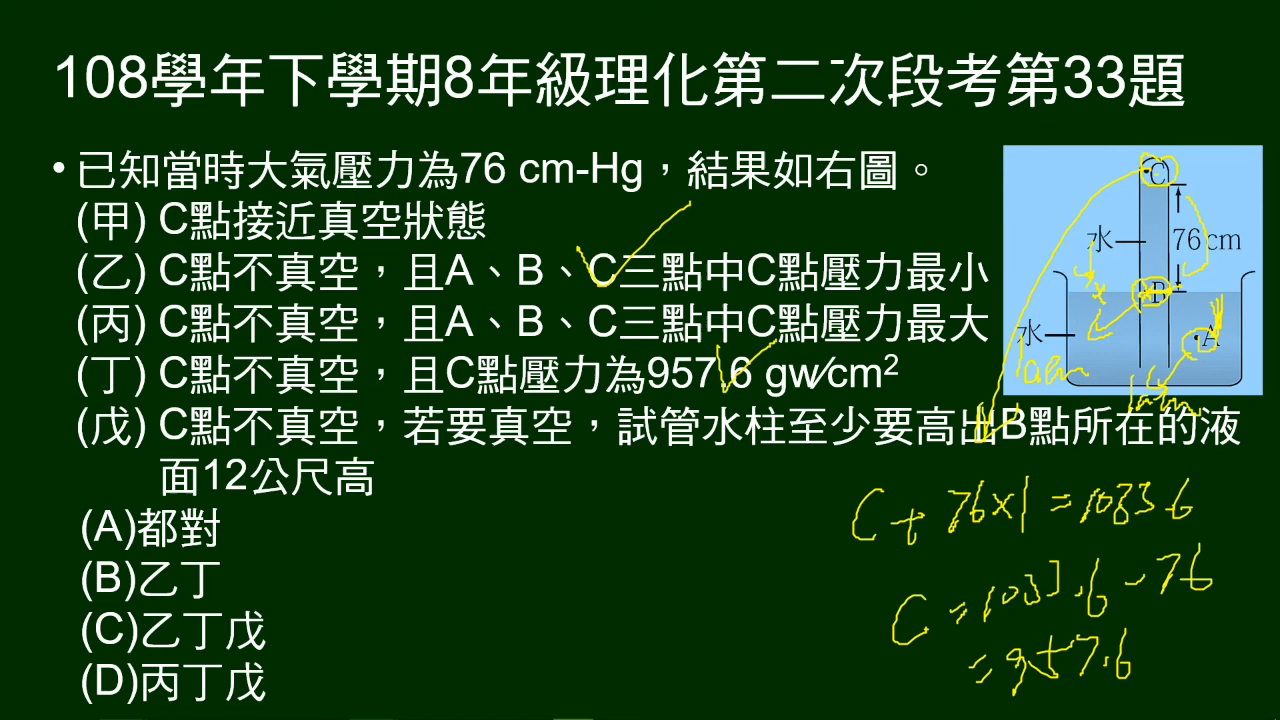 108學年下學期8年級理化第二次段考第33題
•已知當時大氣壓力為76 cm-Hg，結果如右圖。
(甲) C點接近真空狀態
(乙) C點不真空，且A、B、C三點中C點壓力最小
(丙) C點不真空，且A、B、C三點中C點壓力最大
(丁) C點不真空，且C點壓力為957.6 gw/cm²
(戊) C點不真空，若要真空，試管水柱至少要高出B點所在的液
面12公尺高
(A)都對
(B)乙丁
(C)乙丁戊
(D)丙丁戊
C
水
76cm
B
水
A
1atm
C + 76×1 = 1033.6
C = 1033.6 - 76
= 957.6